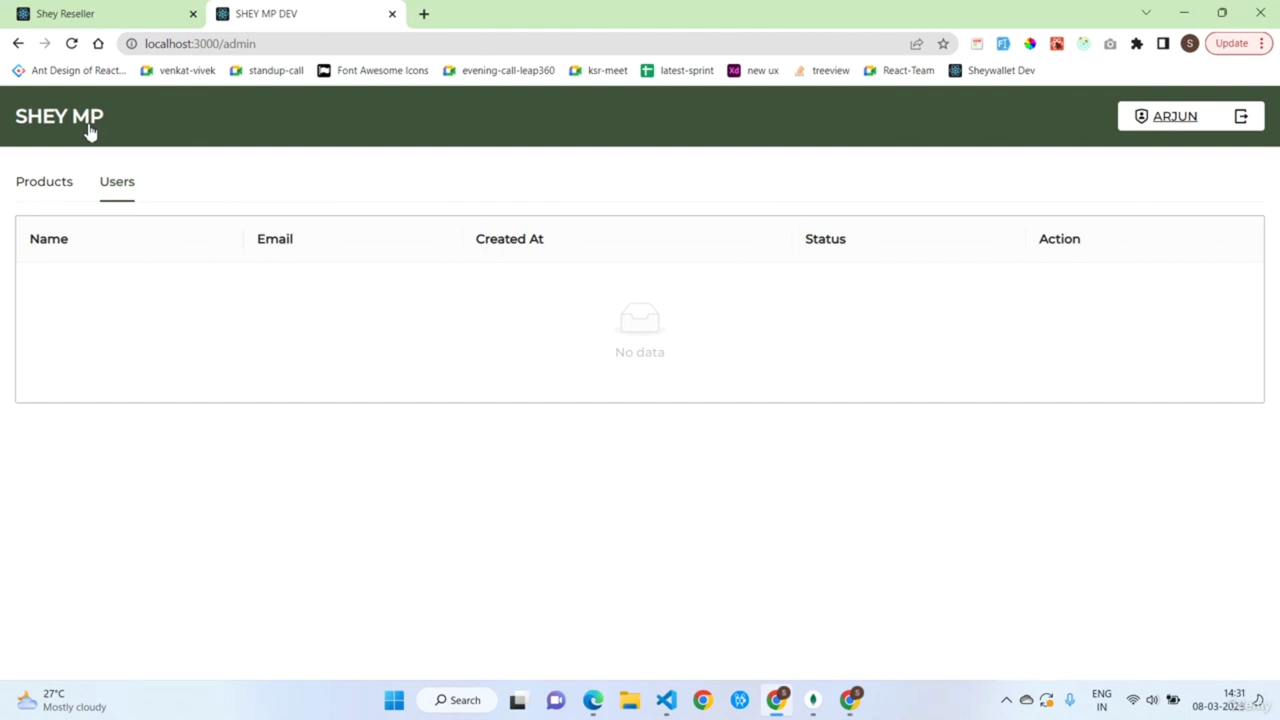 Shey Reseller
SHEY MP DEV
localhost:3000/admin
S
Update
Ant Design of React...
venkat-vivek
standup-call
Font Awesome Icons
evening-call-leap360
ksr-meet
latest-sprint
Xd
new ux
treeview
React-Team
Sheywallet Dev
SHEY MP
ARJUN
Products
Users
Name
Email
Created At
Status
Action
No data
27°C
Mostly cloudy
Search
ENG
IN
14:31
08-03-2023